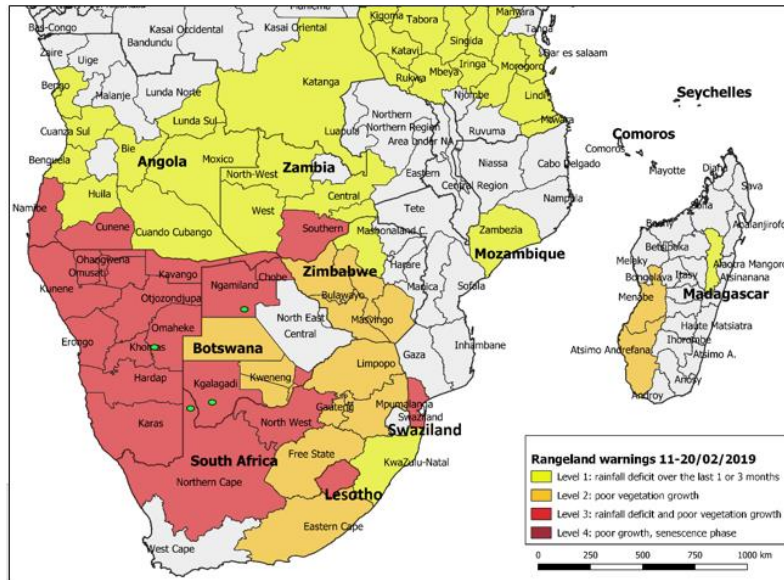 Bas-Congo
Kasai Occidental
Kasai Oriental
Bandundu
Zaire
Uige
Malanje
Lunda Norte
Bengo
Lunda Sul
Cuanza Sul
Katanga
Kigoma
Tabora
Manyara
Tanga
Singida
Katavi
Dar es salaam
Iringa
Morogoro
Mbeya
Rukwa
Lindi
Njombe
Mtwara
Ruvuma
Seychelles
Comoros
Comoros
Mayotte
Northern
Luapula
Northern Region
Area under NA
Benguela
Bie
Angola
Moxico
Zambia
North-West
Eastern
Central Region
Niassa
Cabo Delgado
Nampula
Diana
Sava
Sofia
Analanjirofo
Boeny
Betsiboka
Melaky
Alaotra Mangoro
Bongolava
Itasy
Atsinanana
Menabe
Madagascar
Huila
Namibe
Cunene
Cuando Cubango
West
Central
Southern
Tete
Mashonaland C.
Zambezia
Mozambique
Harare
Manica
Sofala
Ohangwena
Omusati
Kavango
Kunene
Otjozondjupa
Chobe
Ngamiland
Zimbabwe
Bulawayo
Masvingo
Omaheke
Erongo
Khomas
North East
Central
Botswana
Gaza
Inhambane
Haute Matsiatra
Ihorombe
Atsimo Andrefana
Atsimo A.
Anosy
Androy
Hardap
Kgalagadi
Kweneng
Limpopo
Karas
North West
Gauteng
Mpumalanga
Swaziland
Swaziland
South Africa
Free State
KwaZulu-Natal
Northern Cape
Lesotho
Eastern Cape
West Cape
Rangeland warnings 11-20/02/2019
Level 1: rainfall deficit over the last 1 or 3 months
Level 2: poor vegetation growth
Level 3: rainfall deficit and poor vegetation growth
Level 4: poor growth, senescence phase
0 250 500 750 1000 km